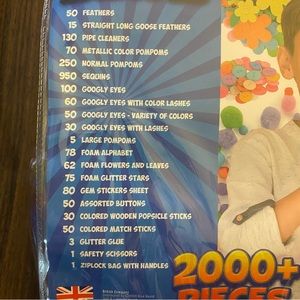 50 FEATHERS
15 STRAIGHT LONG GOOSE FEATHERS
130 PIPE CLEANERS
70 METALLIC COLOR POMPOMS
250 NORMAL POMPOMS
950 SEQUINS
100 GOOGLY EYES
60 GOOGLY EYES WITH COLOR LASHES
50 GOOGLY EYES - VARIETY OF COLORS
30 GOOGLY EYES WITH LASHES
5 LARGE POMPOMS
78 FOAM ALPHABET
62 FOAM FLOWERS AND LEAVES
75 FOAM GLITTER STARS
80 GEM STICKERS SHEET
50 ASSORTED BUTTONS
30 COLORED WOODEN POPSICLE STICKS
50 COLORED MATCH STICKS
3 GLITTER GLUE
1 SAFETY SCISSORS
1 ZIPLOCK BAG WITH HANDLES
2000+
PIECES
British Company